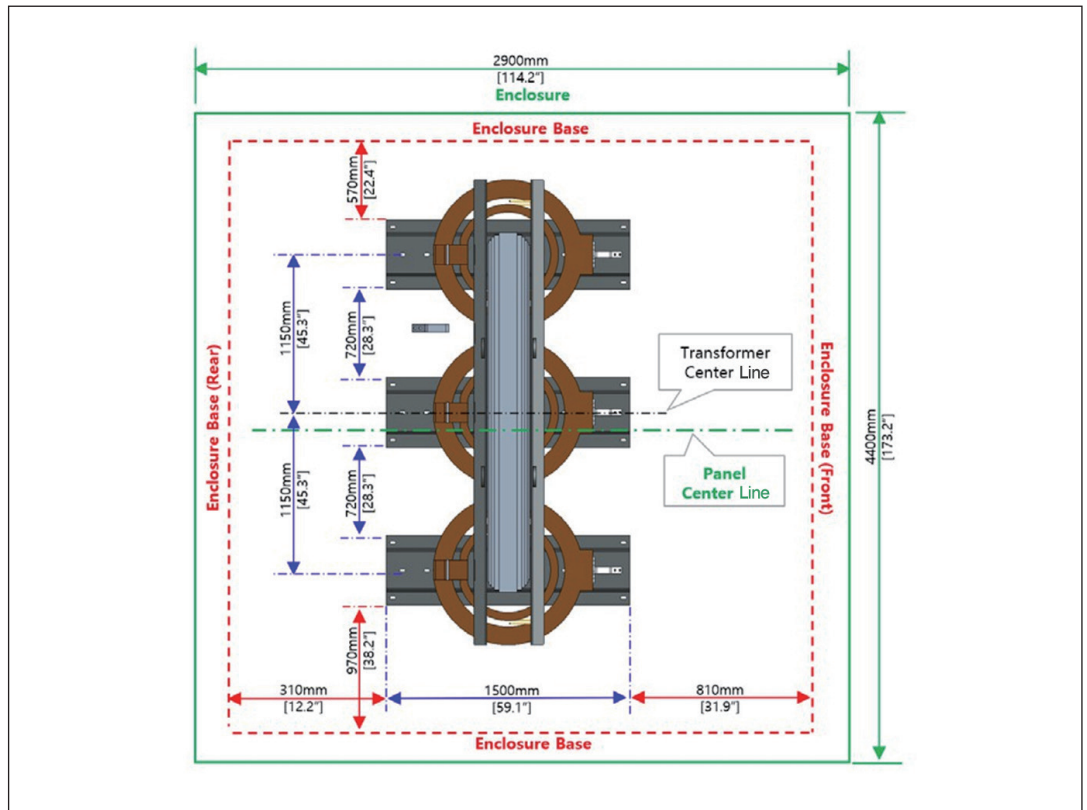 2900mm
[114.2"]
Enclosure
Enclosure Base
570mm
[22.4"]
1150mm
[45.3"]
720mm
[28.3"]
Transformer
Center Line
Enclosure Base (Rear)
Enclosure Base (Front)
4400mm
[173.2"]
Panel
Center Line
1150mm
[45.3"]
720mm
[28.3"]
970mm
[38.2"]
310mm
[12.2"]
1500mm
[59.1"]
810mm
[31.9"]
Enclosure Base